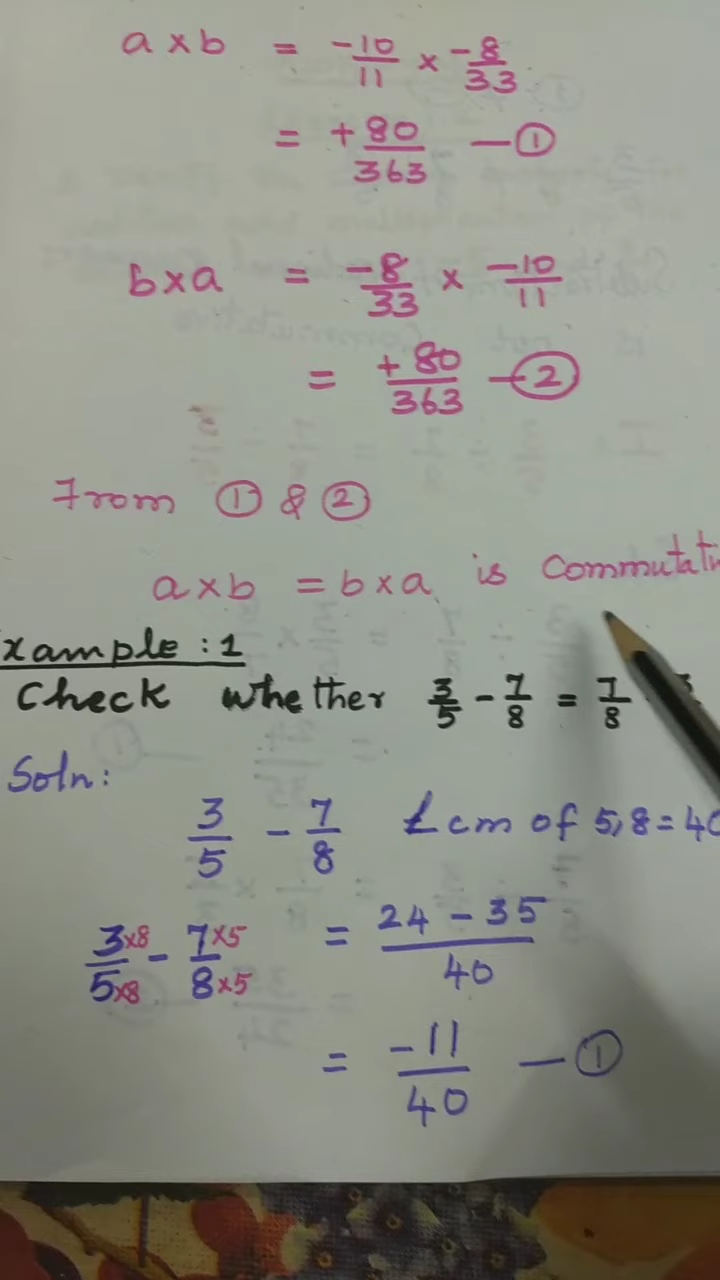 a × b = -10/11 × -8/33
= +80/363 — ①
b × a = -8/33 × -10/11
= +80/363 — ②
From ① & ②
a × b = b × a is commutati
xample : 1
Check whether 3/5 - 7/8 = 7/8
Soln:
3/5 - 7/8 Lcm of 5,8 = 40
3×8/5×8 - 7×5/8×5 = 24 - 35/40
= -11/40 — ①